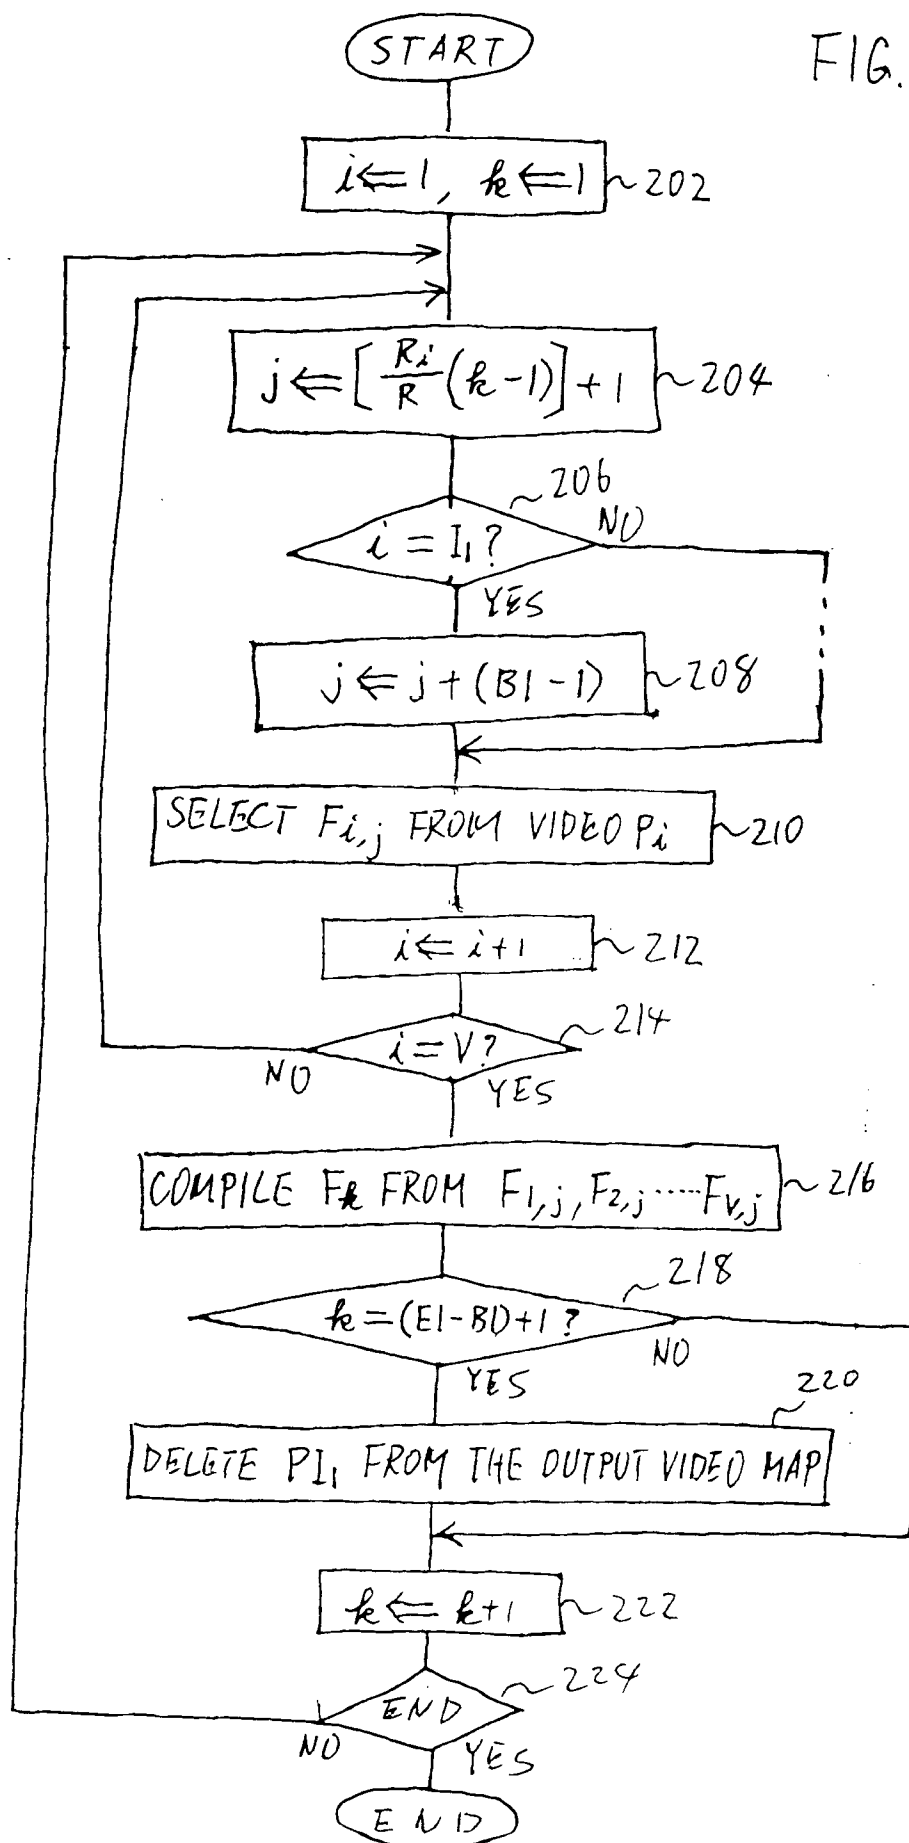 START
FIG.
i⇐1, k⇐1 202
j⇐[Ri/R(k-1)]+1 204
206
i=I₁? NO
YES
j⇐j+(B1-1) 208
SELECT Fi,j FROM VIDEO Pi 210
i⇐i+1 212
214
i=V?
NO YES
COMPILE Fk FROM F1,j, F2,j ..... Fv,j 216
218
k=(E1-B1)+1?
YES NO
220
DELETE PI₁ FROM THE OUTPUT VIDEO MAP
k⇐k+1 222
224
END
NO YES
END